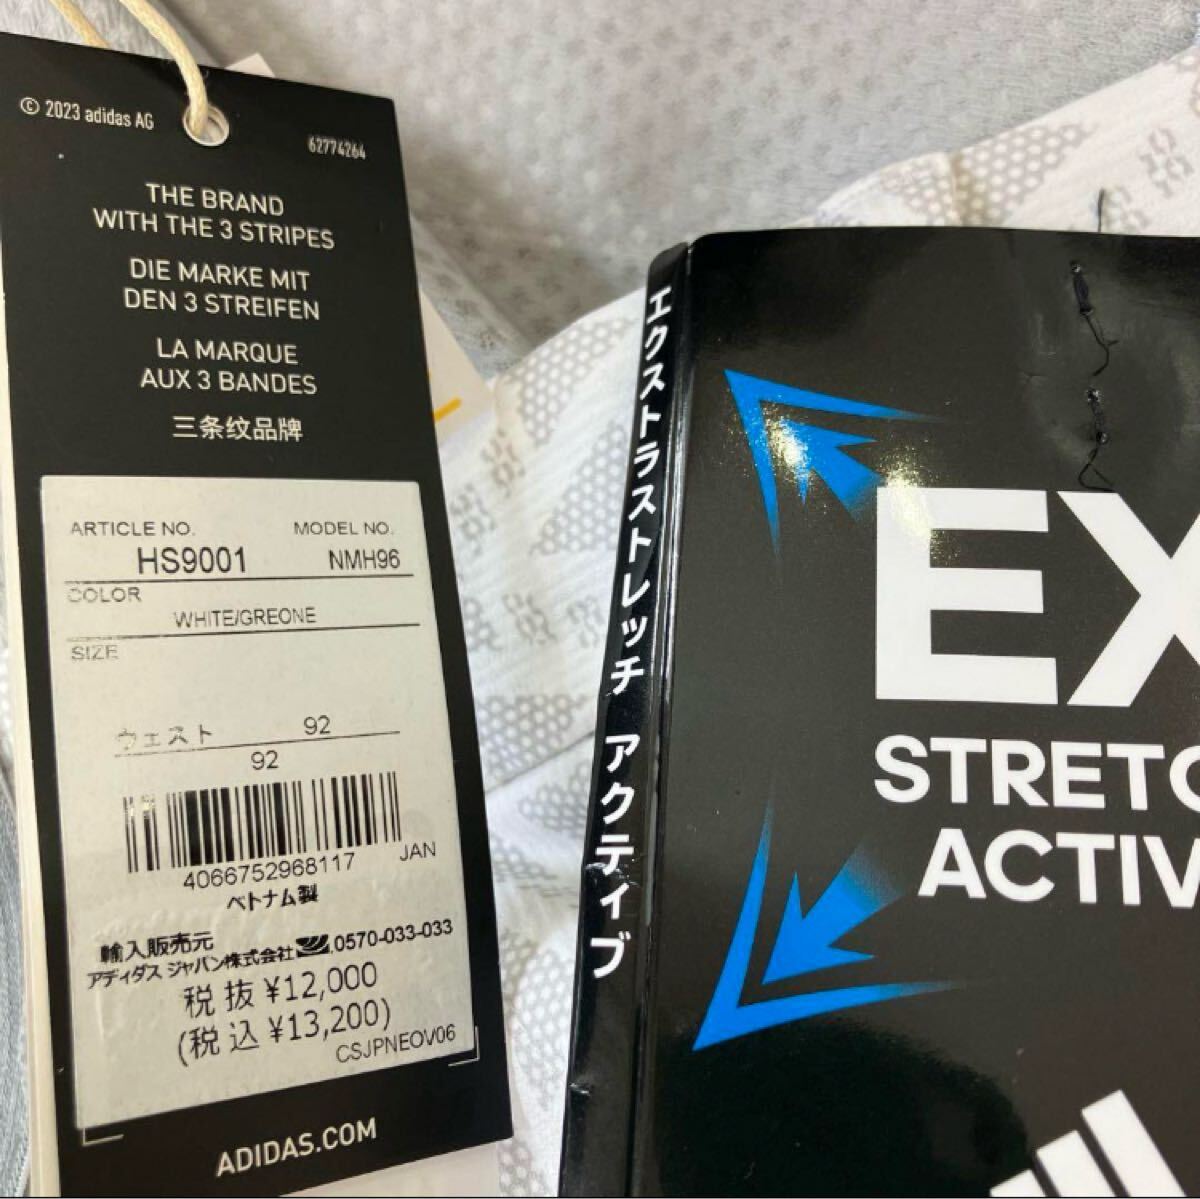 © 2023 adidas AG
62774264
THE BRAND
WITH THE 3 STRIPES
DIE MARKE MIT
DEN 3 STREIFEN
LA MARQUE
AUX 3 BANDES
三条纹品牌
ARTICLE NO. MODEL NO.
HS9001 NMH96
COLOR
WHITE/GREONE
SIZE
ウェスト 92
92
4066752968117 JAN
ベトナム製
輸入販売元
アディダス ジャパン株式会社 0570-033-033
税抜 ¥12,000
(税込 ¥13,200)
CSJPNEOV06
ADIDAS.COM
エクストラストレッチ アクティブ
EX
STRETC
ACTIV